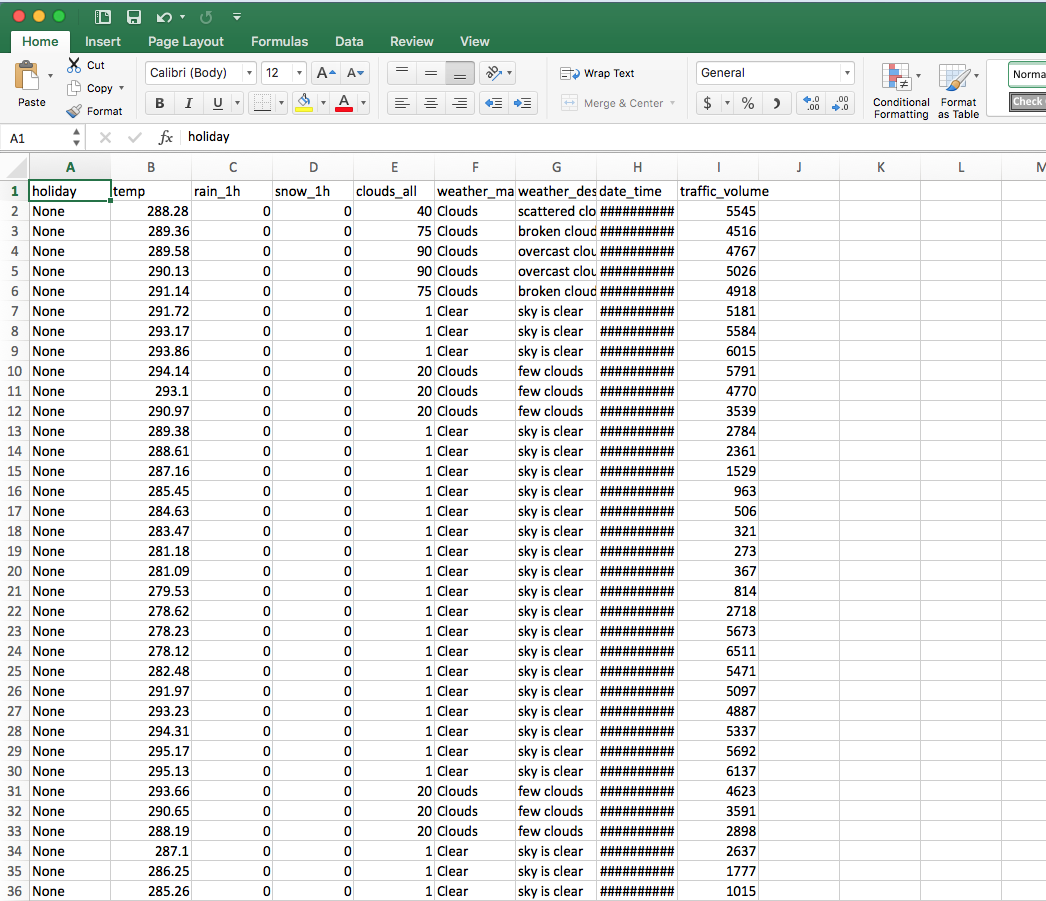 Home Insert Page Layout Formulas Data Review View
Paste Cut Copy Format
Calibri (Body) 12 A A
B I U A
Wrap Text
Merge & Center
General
$ % .0 .00 .00 .0
Conditional Formatting Format as Table
Norma
Check
A1 fx holiday
A B C D E F G H I J K L M
1 holiday temp rain_1h snow_1h clouds_all weather_ma weather_des date_time traffic_volume
2 None 288.28 0 0 40 Clouds scattered clo ########## 5545
3 None 289.36 0 0 75 Clouds broken cloud ########## 4516
4 None 289.58 0 0 90 Clouds overcast clou ########## 4767
5 None 290.13 0 0 90 Clouds overcast clou ########## 5026
6 None 291.14 0 0 75 Clouds broken cloud ########## 4918
7 None 291.72 0 0 1 Clear sky is clear ########## 5181
8 None 293.17 0 0 1 Clear sky is clear ########## 5584
9 None 293.86 0 0 1 Clear sky is clear ########## 6015
10 None 294.14 0 0 20 Clouds few clouds ########## 5791
11 None 293.1 0 0 20 Clouds few clouds ########## 4770
12 None 290.97 0 0 20 Clouds few clouds ########## 3539
13 None 289.38 0 0 1 Clear sky is clear ########## 2784
14 None 288.61 0 0 1 Clear sky is clear ########## 2361
15 None 287.16 0 0 1 Clear sky is clear ########## 1529
16 None 285.45 0 0 1 Clear sky is clear ########## 963
17 None 284.63 0 0 1 Clear sky is clear ########## 506
18 None 283.47 0 0 1 Clear sky is clear ########## 321
19 None 281.18 0 0 1 Clear sky is clear ########## 273
20 None 281.09 0 0 1 Clear sky is clear ########## 367
21 None 279.53 0 0 1 Clear sky is clear ########## 814
22 None 278.62 0 0 1 Clear sky is clear ########## 2718
23 None 278.23 0 0 1 Clear sky is clear ########## 5673
24 None 278.12 0 0 1 Clear sky is clear ########## 6511
25 None 282.48 0 0 1 Clear sky is clear ########## 5471
26 None 291.97 0 0 1 Clear sky is clear ########## 5097
27 None 293.23 0 0 1 Clear sky is clear ########## 4887
28 None 294.31 0 0 1 Clear sky is clear ########## 5337
29 None 295.17 0 0 1 Clear sky is clear ########## 5692
30 None 295.13 0 0 1 Clear sky is clear ########## 6137
31 None 293.66 0 0 20 Clouds few clouds ########## 4623
32 None 290.65 0 0 20 Clouds few clouds ########## 3591
33 None 288.19 0 0 20 Clouds few clouds ########## 2898
34 None 287.1 0 0 1 Clear sky is clear ########## 2637
35 None 286.25 0 0 1 Clear sky is clear ########## 1777
36 None 285.26 0 0 1 Clear sky is clear ########## 1015